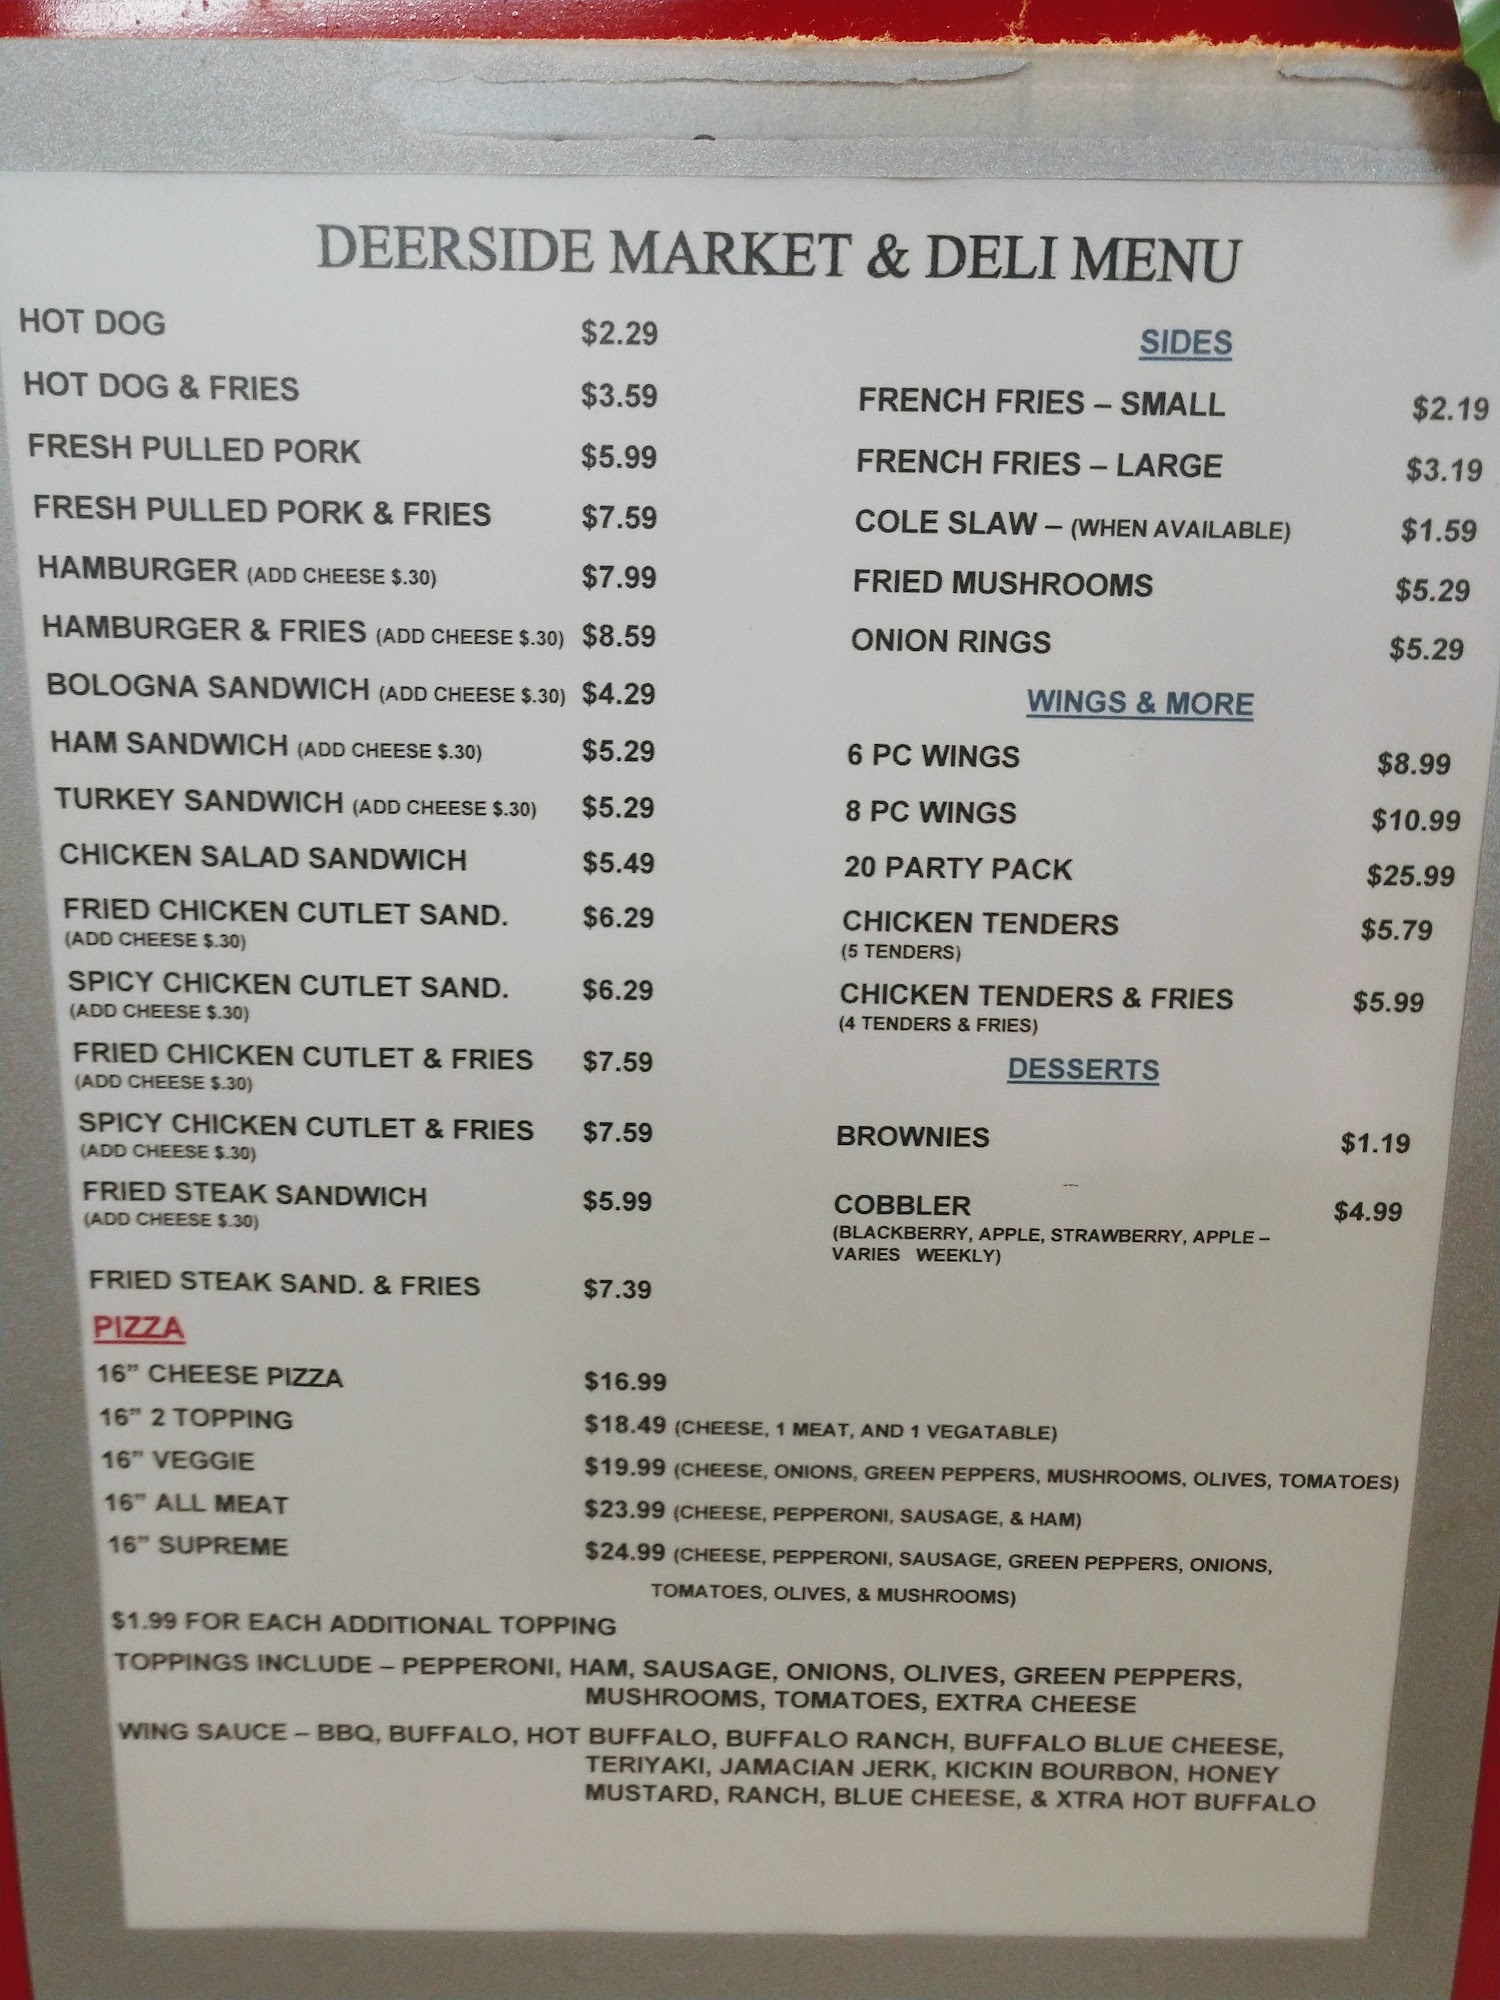 DEERSIDE MARKET & DELI MENU
HOT DOG $2.29
HOT DOG & FRIES $3.59
FRESH PULLED PORK $5.99
FRESH PULLED PORK & FRIES $7.59
HAMBURGER (ADD CHEESE $.30) $7.99
HAMBURGER & FRIES (ADD CHEESE $.30) $8.59
BOLOGNA SANDWICH (ADD CHEESE $.30) $4.29
HAM SANDWICH (ADD CHEESE $.30) $5.29
TURKEY SANDWICH (ADD CHEESE $.30) $5.29
CHICKEN SALAD SANDWICH $5.49
FRIED CHICKEN CUTLET SAND. $6.29
(ADD CHEESE $.30)
SPICY CHICKEN CUTLET SAND. $6.29
(ADD CHEESE $.30)
FRIED CHICKEN CUTLET & FRIES $7.59
(ADD CHEESE $.30)
SPICY CHICKEN CUTLET & FRIES $7.59
(ADD CHEESE $.30)
FRIED STEAK SANDWICH $5.99
(ADD CHEESE $.30)
FRIED STEAK SAND. & FRIES $7.39
SIDES
FRENCH FRIES – SMALL $2.19
FRENCH FRIES – LARGE $3.19
COLE SLAW – (WHEN AVAILABLE) $1.59
FRIED MUSHROOMS $5.29
ONION RINGS $5.29
WINGS & MORE
6 PC WINGS $8.99
8 PC WINGS $10.99
20 PARTY PACK $25.99
CHICKEN TENDERS $5.79
(5 TENDERS)
CHICKEN TENDERS & FRIES $5.99
(4 TENDERS & FRIES)
DESSERTS
BROWNIES $1.19
COBBLER $4.99
(BLACKBERRY, APPLE, STRAWBERRY, APPLE –
VARIES WEEKLY)
PIZZA
16” CHEESE PIZZA $16.99
16” 2 TOPPING $18.49 (CHEESE, 1 MEAT, AND 1 VEGATABLE)
16” VEGGIE $19.99 (CHEESE, ONIONS, GREEN PEPPERS, MUSHROOMS, OLIVES, TOMATOES)
16” ALL MEAT $23.99 (CHEESE, PEPPERONI, SAUSAGE, & HAM)
16” SUPREME $24.99 (CHEESE, PEPPERONI, SAUSAGE, GREEN PEPPERS, ONIONS,
TOMATOES, OLIVES, & MUSHROOMS)
$1.99 FOR EACH ADDITIONAL TOPPING
TOPPINGS INCLUDE – PEPPERONI, HAM, SAUSAGE, ONIONS, OLIVES, GREEN PEPPERS,
MUSHROOMS, TOMATOES, EXTRA CHEESE
WING SAUCE – BBQ, BUFFALO, HOT BUFFALO, BUFFALO RANCH, BUFFALO BLUE CHEESE,
TERIYAKI, JAMACIAN JERK, KICKIN BOURBON, HONEY
MUSTARD, RANCH, BLUE CHEESE, & XTRA HOT BUFFALO